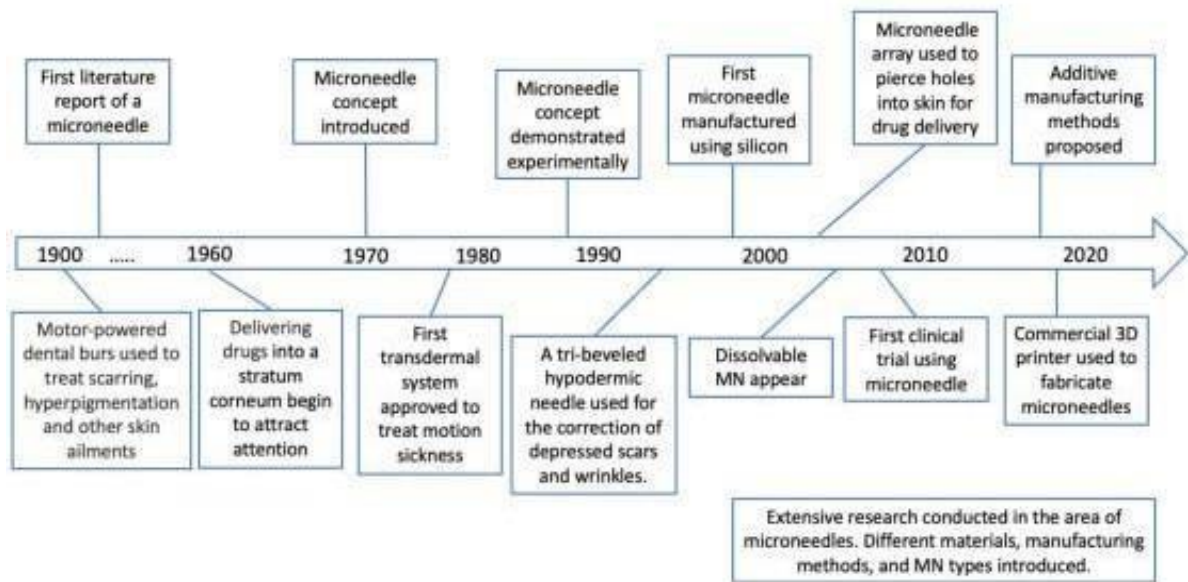 First literature
report of a
microneedle
Microneedle
concept
introduced
Microneedle
concept
demonstrated
experimentally
First
microneedle
manufactured
using silicon
Microneedle
array used to
pierce holes
into skin for
drug delivery
Additive
manufacturing
methods
proposed
1900 ..... 1960 1970 1980 1990 2000 2010 2020
Motor-powered
dental burs used to
treat scarring,
hyperpigmentation
and other skin
ailments
Delivering
drugs into a
stratum
corneum begin
to attract
attention
First
transdermal
system
approved to
treat motion
sickness
A tri-beveled
hypodermic
needle used for
the correction of
depressed scars
and wrinkles.
Dissolvable
MN appear
First clinical
trial using
microneedle
Commercial 3D
printer used to
fabricate
microneedles
Extensive research conducted in the area of
microneedles. Different materials, manufacturing
methods, and MN types introduced.